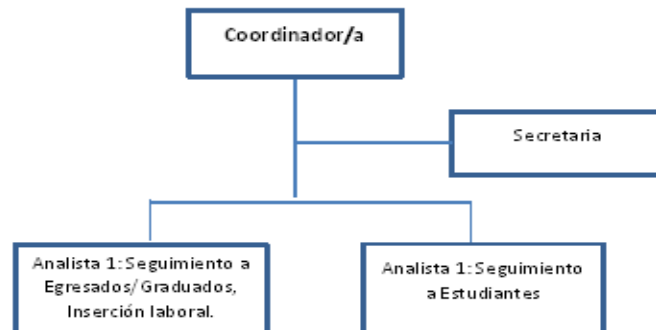 Coordinador/a
Secretaria
Analista 1: Seguimiento a
Egresados/Graduados,
Inserción laboral.
Analista 1: Seguimiento
a Estudiantes